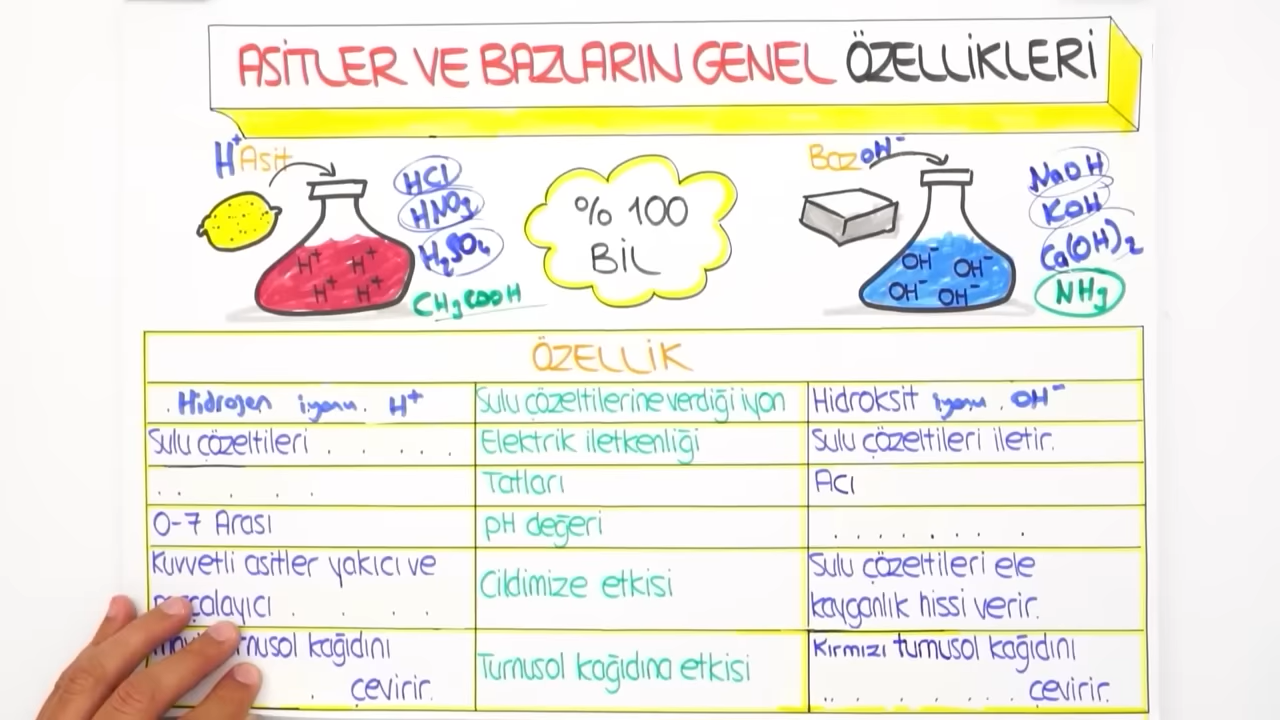 ASİTLER VE BAZLARIN GENEL ÖZELLİKLERİ
H⁺ Asit
HCl
HNO₃
H₂SO₄
CH₃COOH
H⁺ H⁺
H⁺ H⁺
% 100
BİL
Baz OH⁻
NaOH
KOH
Ca(OH)₂
NH₃
OH⁻ OH⁻
OH⁻ OH⁻
ÖZELLİK
. Hidrojen iyonu. H⁺
Sulu çözeltilerine verdiği iyon
Hidroksit iyonu . OH⁻
Sulu çözeltileri . . . . .
Elektrik iletkenliği
Sulu çözeltileri iletir.
. . . . .
Tatları
Acı
0-7 Arası
pH değeri
. . . . . . . .
Kuvvetli asitler yakıcı ve
. . . .
Cildimize etkisi
Sulu çözeltileri ele
kayganlık hissi verir.
kağıdını
. çevirir.
Turnusol kağıdına etkisi
Kırmızı turnusol kağıdını
. . . . . . . çevirir.